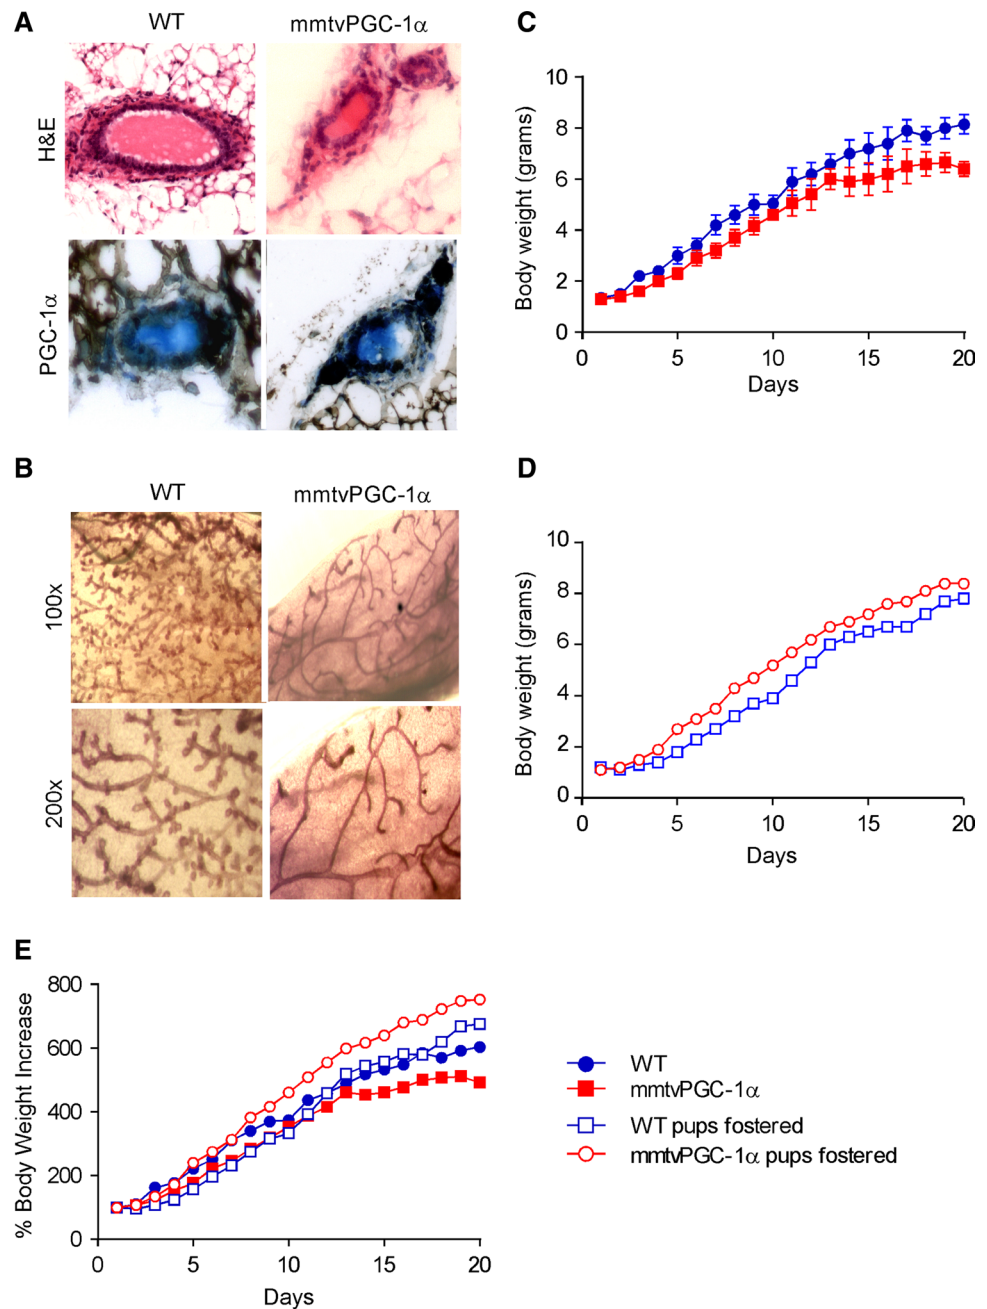 A
WT
mmtvPGC-1α
H&E
PGC-1α
B
WT
mmtvPGC-1α
100x
200x
C
Body weight (grams)
10
8
6
4
2
0
0 5 10 15 20
Days
D
Body weight (grams)
10
8
6
4
2
0
0 5 10 15 20
Days
E
% Body Weight Increase
800
600
400
200
0
0 5 10 15 20
Days
WT
mmtvPGC-1α
WT pups fostered
mmtvPGC-1α pups fostered